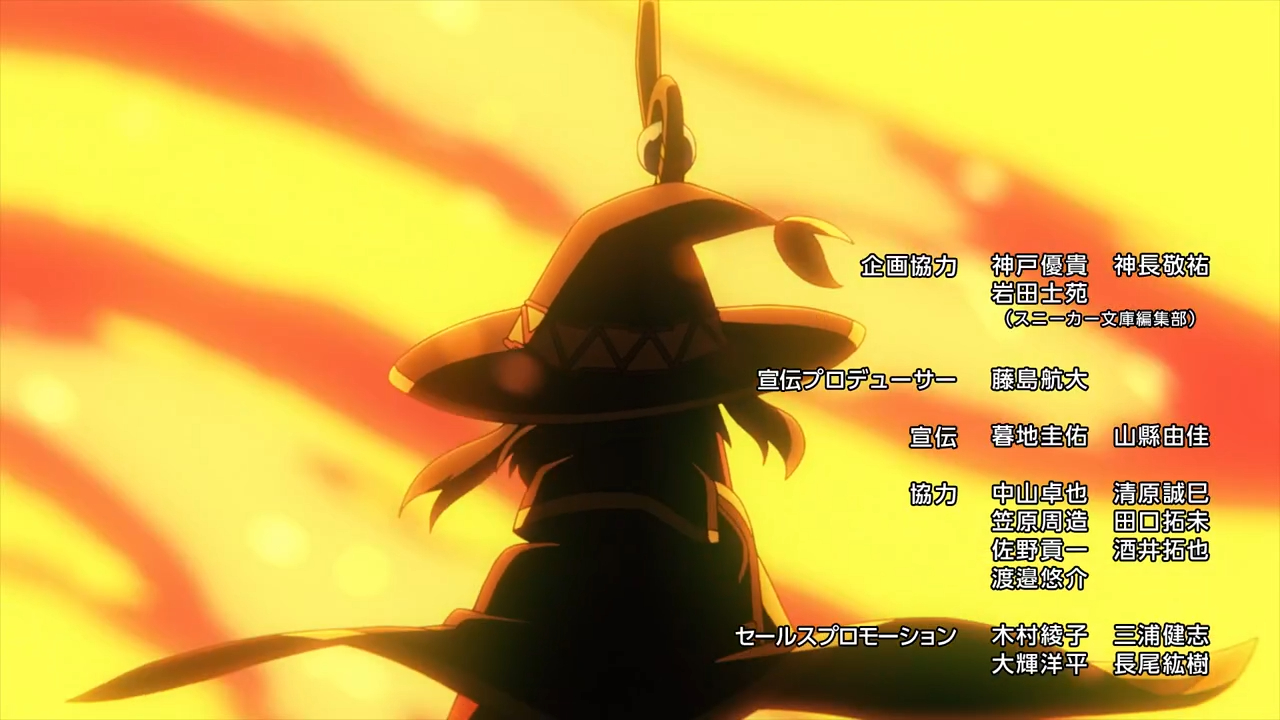 企画協力 神戸優貴 神長敬祐
岩田士苑
（スニーカー文庫編集部）
宣伝プロデューサー 藤島航大
宣伝 暮地圭佑 山縣由佳
協力 中山卓也 清原誠巳
笠原周造 田口拓未
佐野貢一 酒井拓也
渡邉悠介
セールスプロモーション 木村綾子 三浦健志
大輝洋平 長尾紘樹